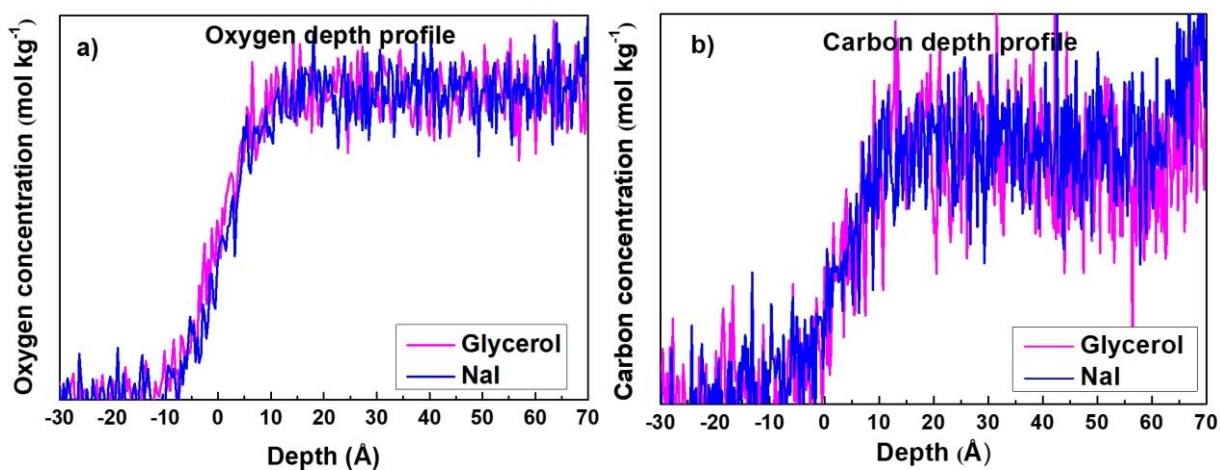 a)
Oxygen depth profile
Oxygen concentration (mol kg-1)
Glycerol
NaI
-30 -20 -10 0 10 20 30 40 50 60 70
Depth (Å)
b)
Carbon depth profile
Carbon concentration (mol kg-1)
Glycerol
NaI
-30 -20 -10 0 10 20 30 40 50 60 70
Depth (Å)